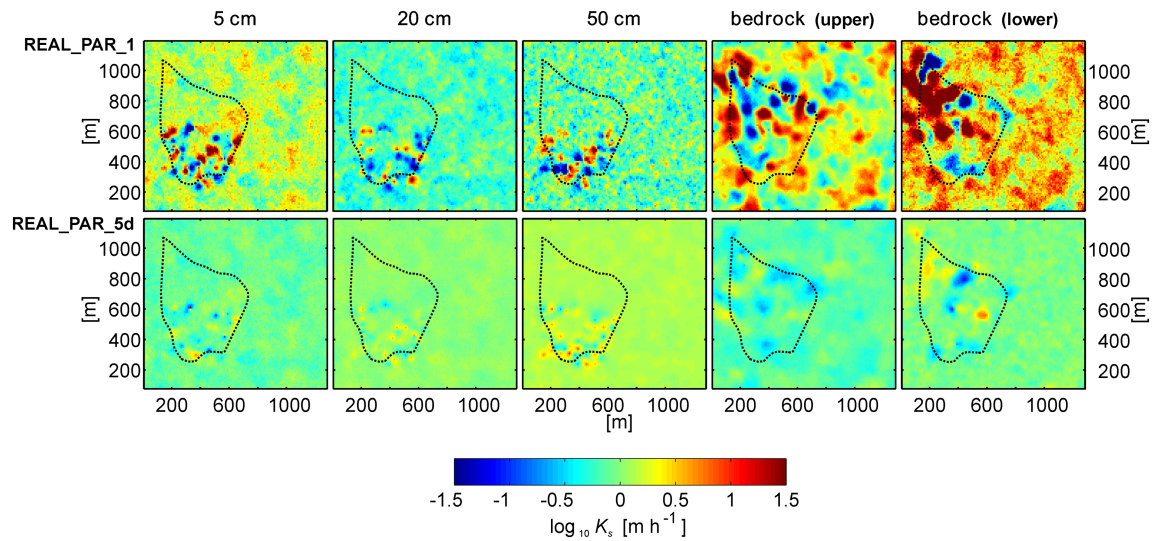 5 cm 20 cm 50 cm bedrock (upper) bedrock (lower)
REAL_PAR_1
1000 1000
800 800
600 600
400 400
200 200
[m] [m]
REAL_PAR_5d
1000 1000
800 800
600 600
400 400
200 200
[m] [m]
200 600 1000 200 600 1000 200 600 1000 200 600 1000 200 600 1000
[m]
-1.5 -1 -0.5 0 0.5 1 1.5
log 10 Ks [m h -1 ]